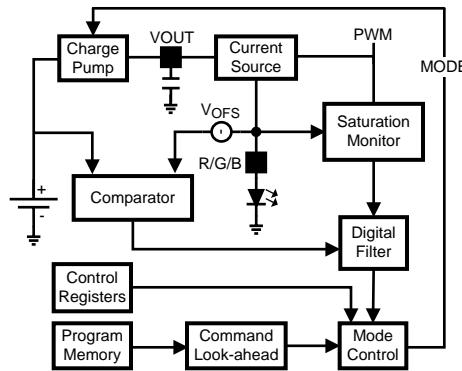 VOUT
PWM
MODE
Charge
Pump
Current
Source
VOFS
Saturation
Monitor
R/G/B
+
-
Comparator
Digital
Filter
Control
Registers
Program
Memory
Command
Look-ahead
Mode
Control